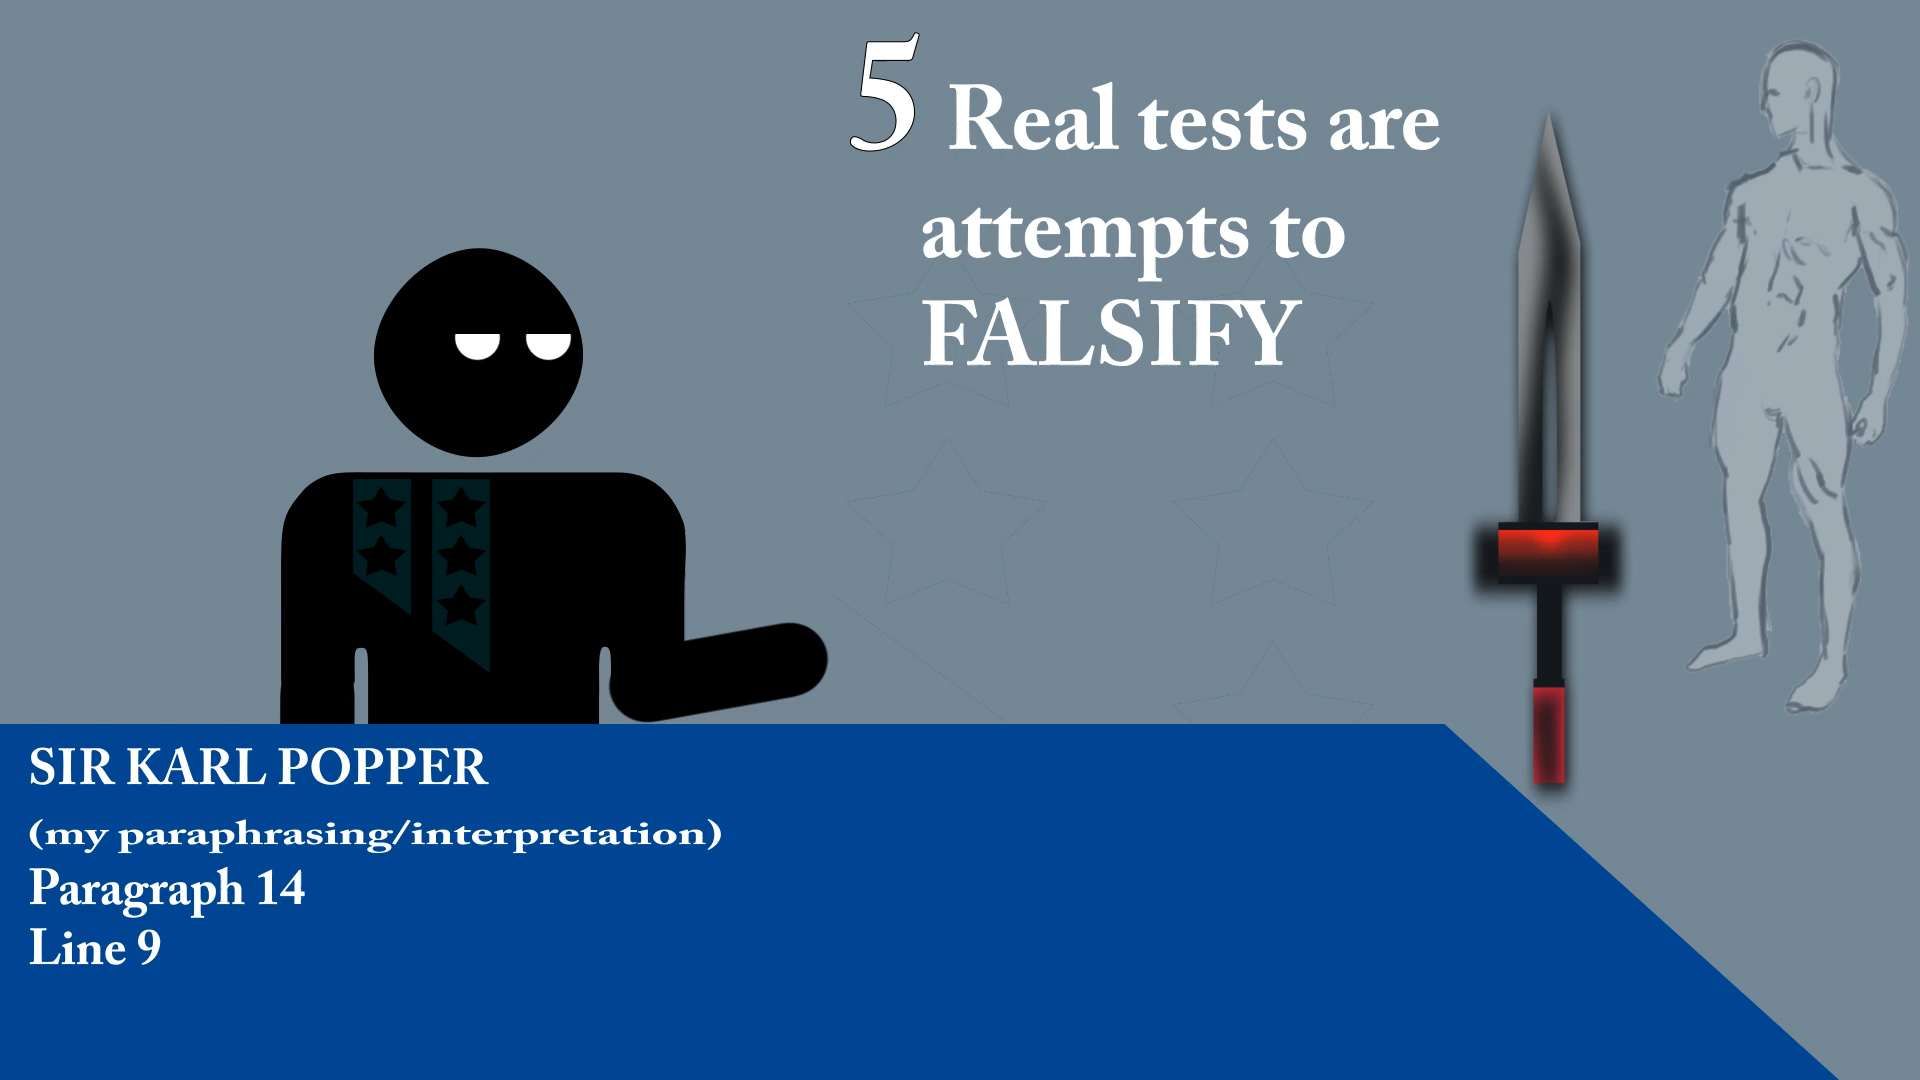 5 Real tests are
attempts to
FALSIFY
SIR KARL POPPER
(my paraphrasing/interpretation)
Paragraph 14
Line 9